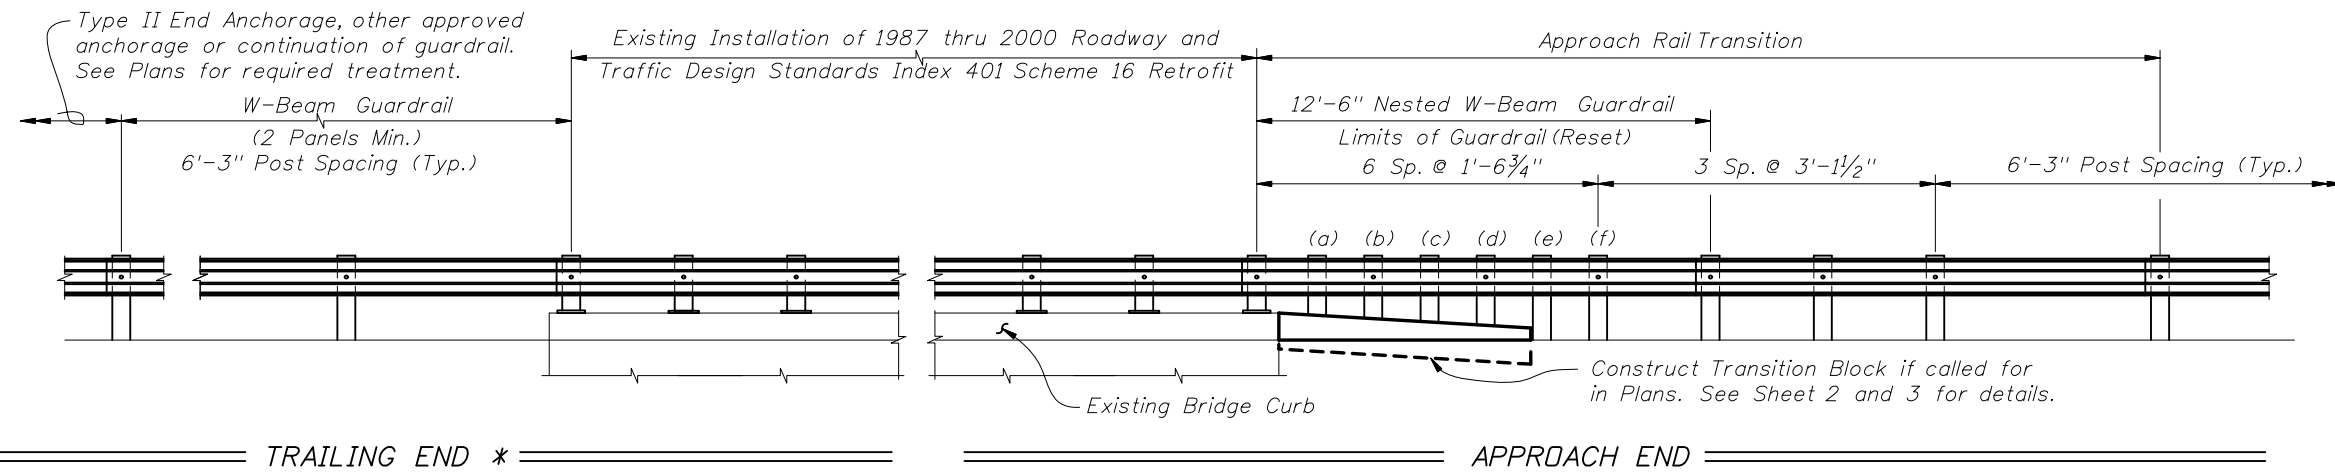 Type II End Anchorage, other approved
anchorage or continuation of guardrail.
See Plans for required treatment.
W-Beam Guardrail
(2 Panels Min.)
6'-3" Post Spacing (Typ.)
Existing Installation of 1987 thru 2000 Roadway and
Traffic Design Standards Index 401 Scheme 16 Retrofit
Approach Rail Transition
12'-6" Nested W-Beam Guardrail
Limits of Guardrail (Reset)
6 Sp. @ 1'-6¾"
3 Sp. @ 3'-1½"
6'-3" Post Spacing (Typ.)
(a) (b) (c) (d) (e) (f)
Construct Transition Block if called for
in Plans. See Sheet 2 and 3 for details.
Existing Bridge Curb
TRAILING END *
APPROACH END